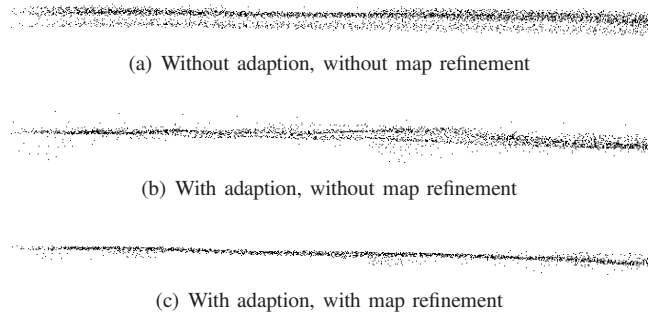 (a) Without adaption, without map refinement
(b) With adaption, without map refinement
(c) With adaption, with map refinement